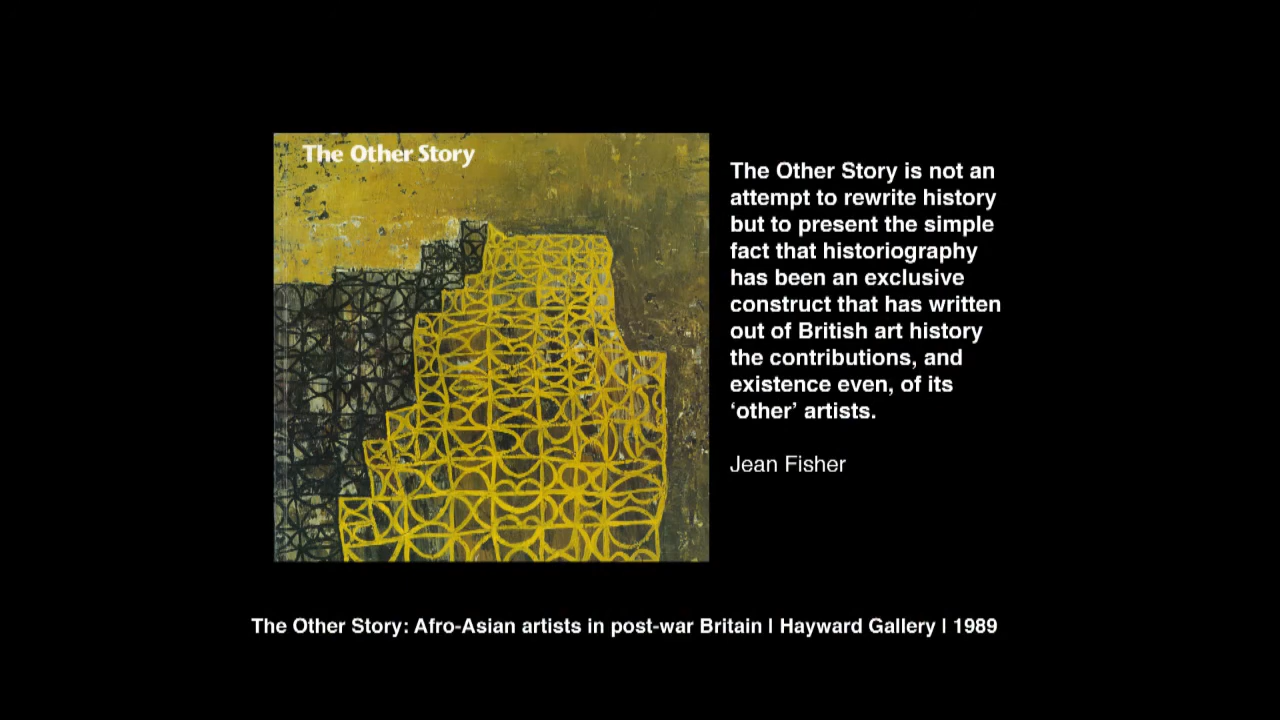 The Other Story
The Other Story is not an
attempt to rewrite history
but to present the simple
fact that historiography
has been an exclusive
construct that has written
out of British art history
the contributions, and
existence even, of its
‘other’ artists.
Jean Fisher
The Other Story: Afro-Asian artists in post-war Britain | Hayward Gallery | 1989